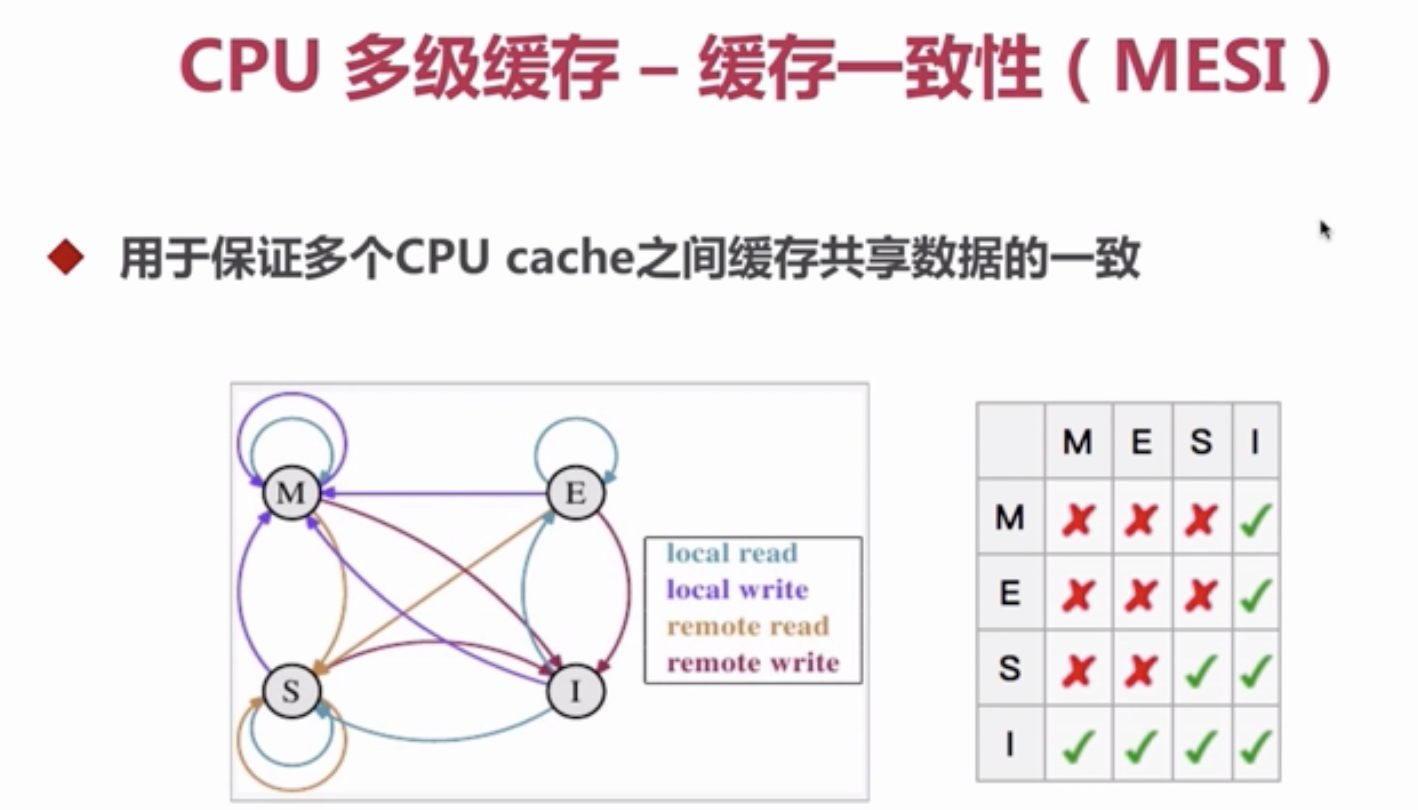 CPU 多级缓存 – 缓存一致性（MESI）
用于保证多个CPU cache之间缓存共享数据的一致
M
E
S
I
local read
local write
remote read
remote write
M E S I
M ✗ ✗ ✗ ✓
E ✗ ✗ ✗ ✓
S ✗ ✗ ✓ ✓
I ✓ ✓ ✓ ✓